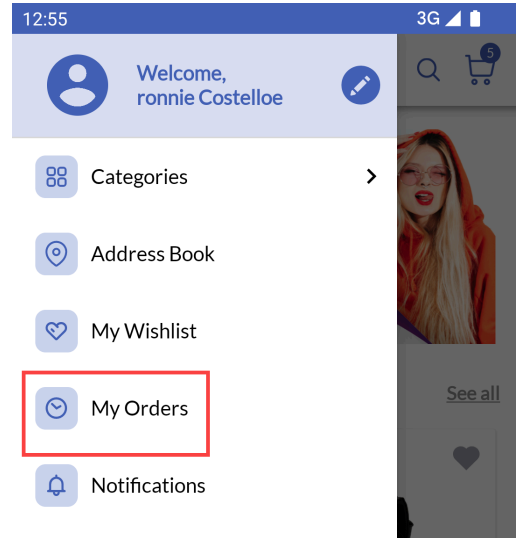 12:55
3G
Welcome,
ronnie Costelloe
5
Categories
Address Book
My Wishlist
My Orders
See all
Notifications